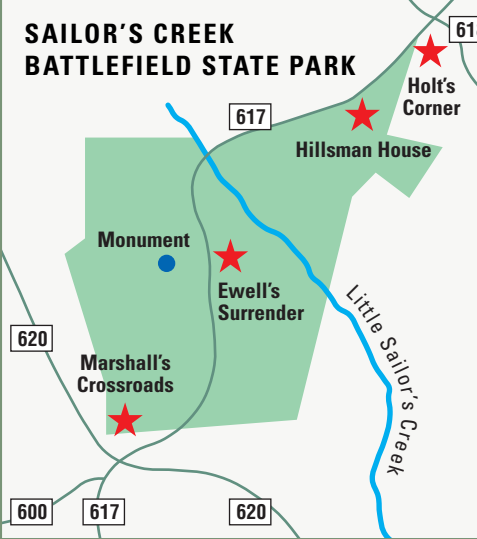 SAILOR'S CREEK
BATTLEFIELD STATE PARK
Holt's
Corner
617
Hillsman House
Monument
Ewell's
Surrender
Little Sailor's Creek
620
Marshall's
Crossroads
600
617
620